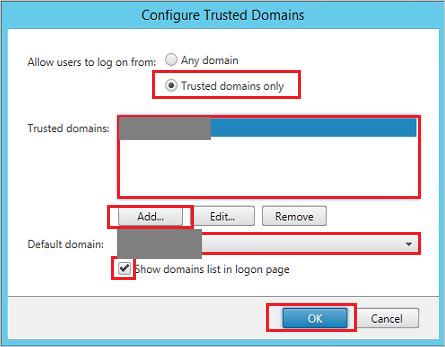 Configure Trusted Domains
Allow users to log on from:
Any domain
Trusted domains only
Trusted domains:
Add...
Edit...
Remove
Default domain:
Show domains list in logon page
OK
Cancel